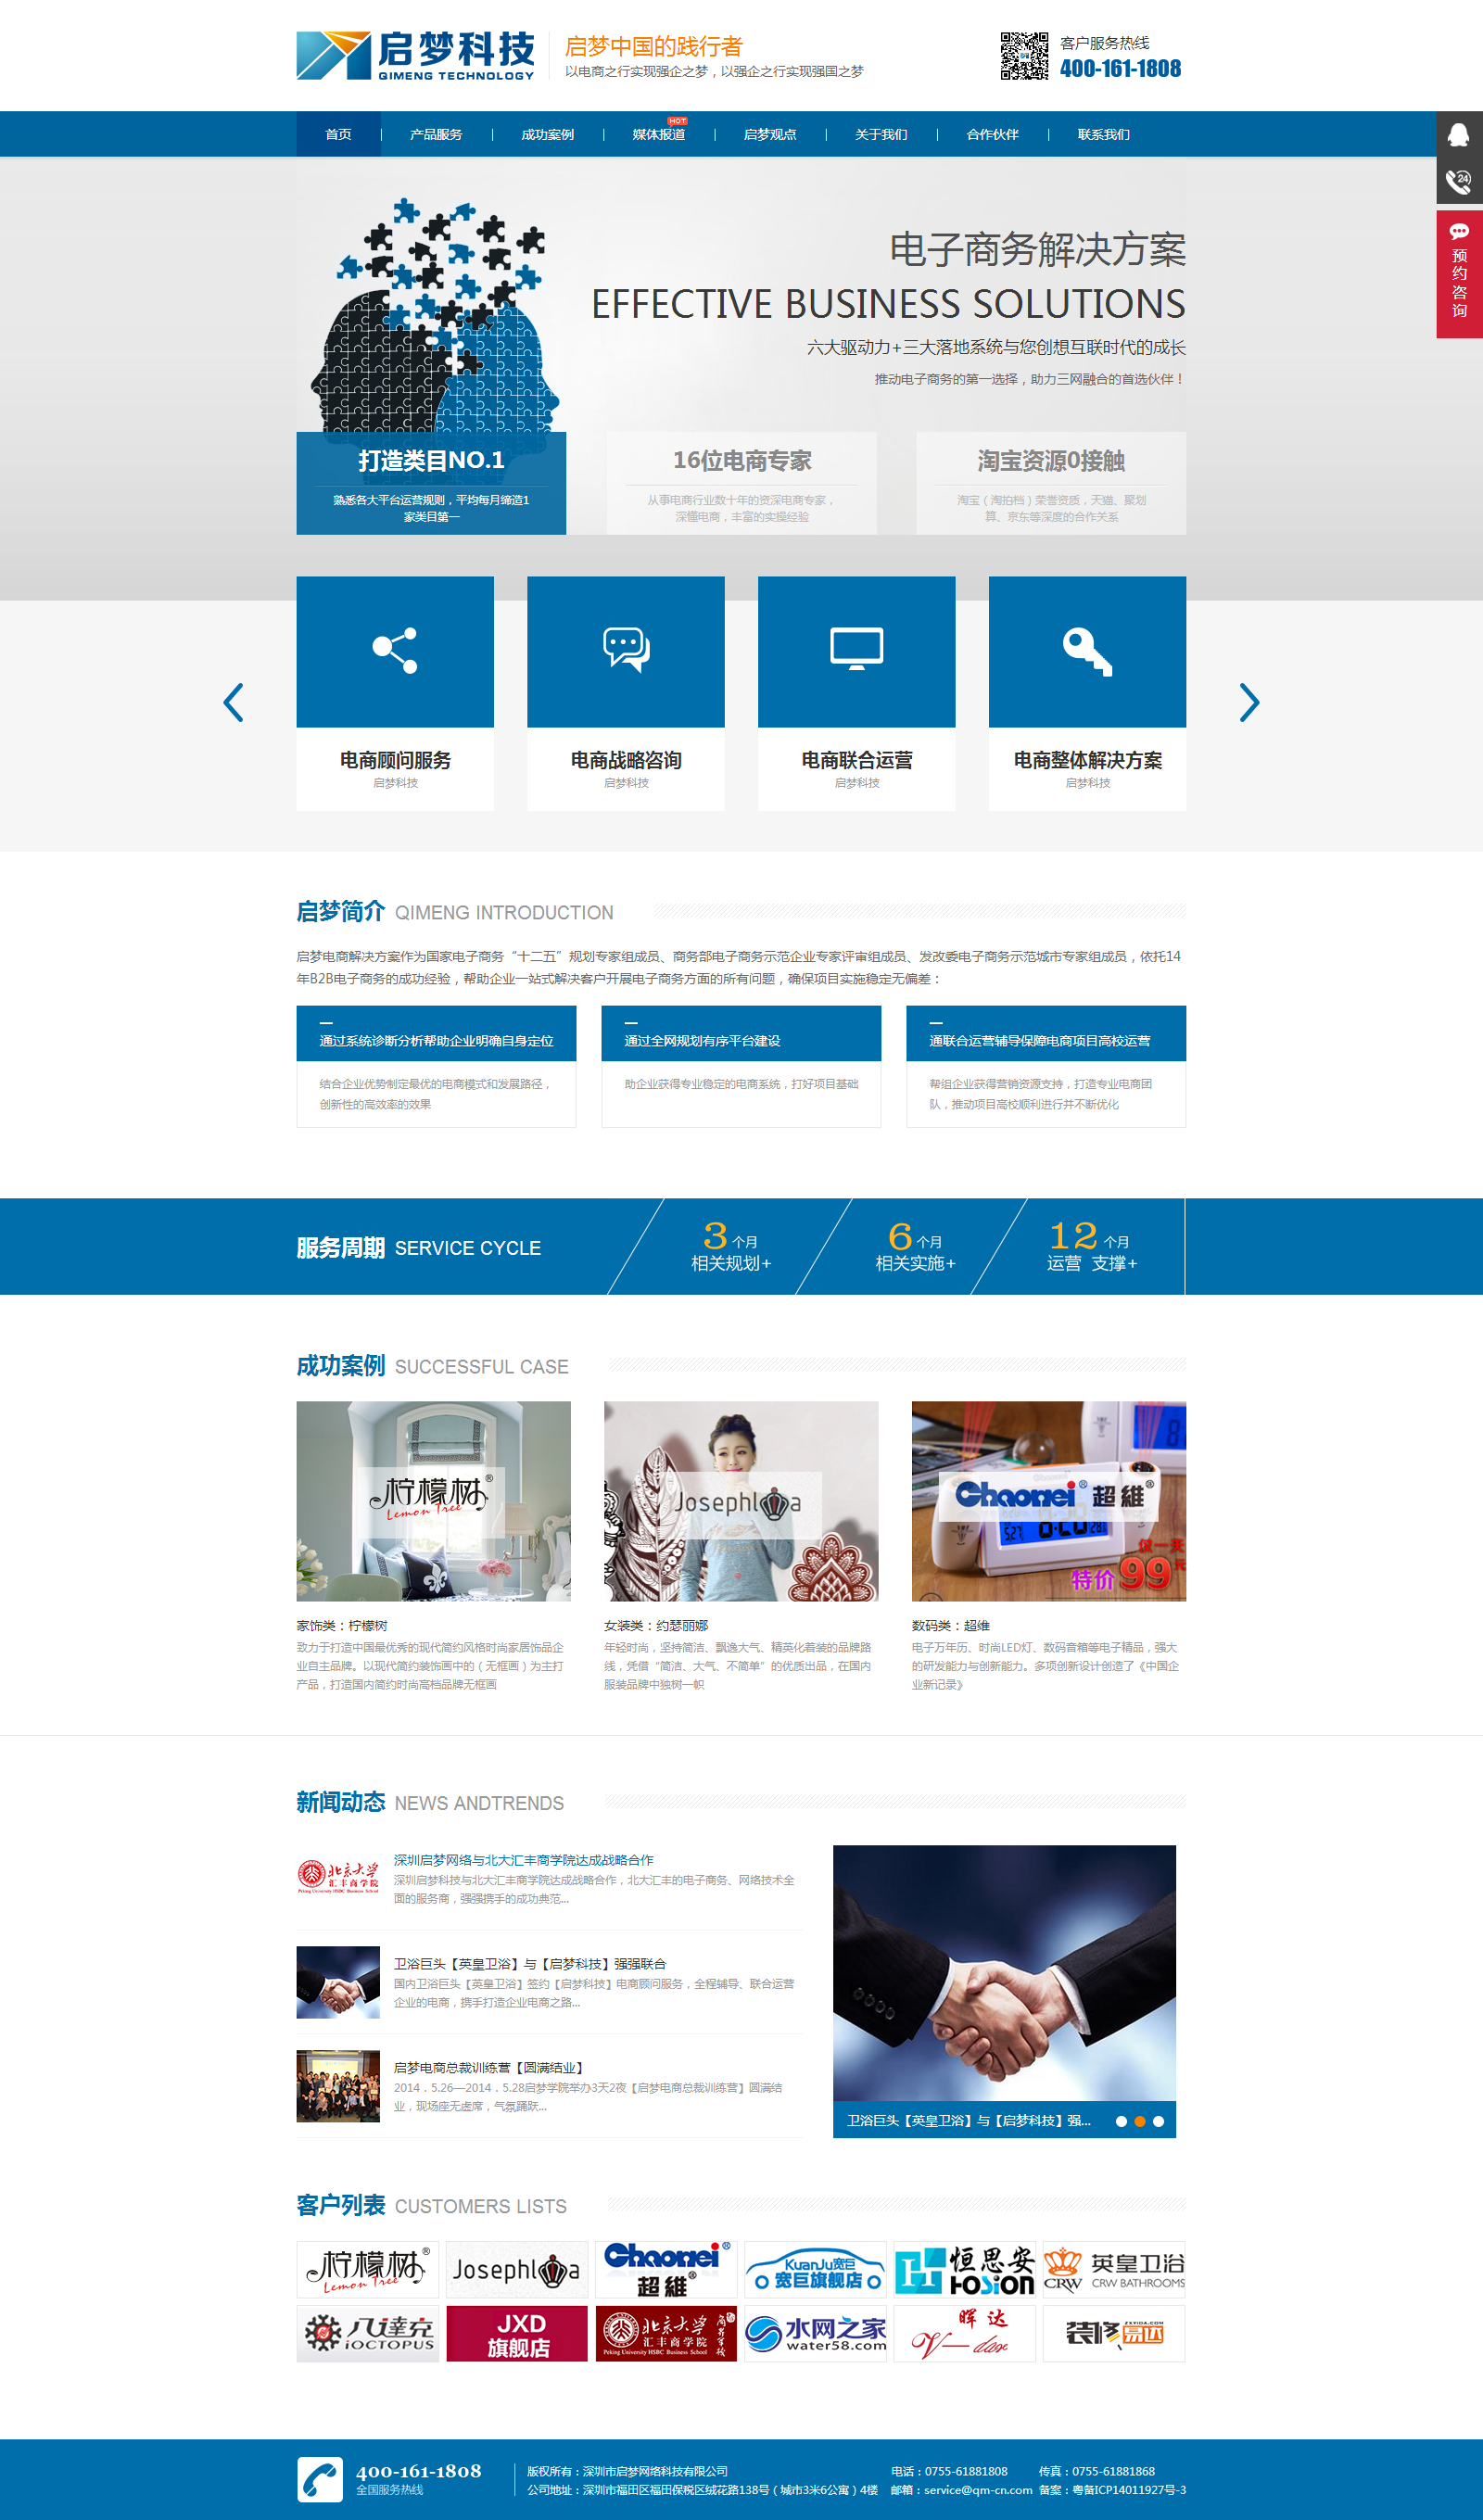 启梦科技
QIMENG TECHNOLOGY
启梦中国的践行者
以电商之行实现强企之梦，以强企之行实现强国之梦
客户服务热线
400-161-1808
首页
产品服务
成功案例
媒体报道
HOT
启梦观点
关于我们
合作伙伴
联系我们
24
预约咨询
电子商务解决方案
EFFECTIVE BUSINESS SOLUTIONS
六大驱动力+三大落地系统与您创想互联时代的成长
推动电子商务的第一选择，助力三网融合的首选伙伴！
打造类目NO.1
熟悉各大平台运营规则，平均每月缔造1
家类目第一
16位电商专家
从事电商行业数十年的资深电商专家，
深懂电商，丰富的实操经验
淘宝资源0接触
淘宝（淘拍档）荣誉资质，天猫、聚划
算、京东等深度的合作关系
电商顾问服务
启梦科技
电商战略咨询
启梦科技
电商联合运营
启梦科技
电商整体解决方案
启梦科技
启梦简介 QIMENG INTRODUCTION
启梦电商解决方案作为国家电子商务“十二五”规划专家组成员、商务部电子商务示范企业专家评审组成员、发改委电子商务示范城市专家组成员，依托14
年B2B电子商务的成功经验，帮助企业一站式解决客户开展电子商务方面的所有问题，确保项目实施稳定无偏差：
通过系统诊断分析帮助企业明确自身定位
结合企业优势制定最优的电商模式和发展路径，
创新性的高效率的效果
通过全网规划有序平台建设
助企业获得专业稳定的电商系统，打好项目基础
通联合运营辅导保障电商项目高校运营
帮组企业获得营销资源支持，打造专业电商团
队，推动项目高校顺利进行并不断优化
服务周期 SERVICE CYCLE
3 个月
相关规划+
6 个月
相关实施+
12 个月
运营 支撑+
成功案例 SUCCESSFUL CASE
柠檬树®
Lemon Tree
Josephl a
Chaonei® 超維®
仅一天
特价99元
家饰类：柠檬树
致力于打造中国最优秀的现代简约风格时尚家居饰品企
业自主品牌。以现代简约装饰画中的（无框画）为主打
产品，打造国内简约时尚高档品牌无框画
女装类：约瑟丽娜
年轻时尚，坚持简洁、飘逸大气、精英化着装的品牌路
线，凭借“简洁、大气、不简单”的优质出品，在国内
服装品牌中独树一帜
数码类：超维
电子万年历、时尚LED灯、数码音箱等电子精品，强大
的研发能力与创新能力。多项创新设计创造了《中国企
业新记录》
新闻动态 NEWS ANDTRENDS
北京大学
汇丰商学院
Peking University HSBC Business School
深圳启梦网络与北大汇丰商学院达成战略合作
深圳启梦科技与北大汇丰商学院达成战略合作，北大汇丰的电子商务、网络技术全
面的服务商，强强携手的成功典范...
卫浴巨头【英皇卫浴】与【启梦科技】强强联合
国内卫浴巨头【英皇卫浴】签约【启梦科技】电商顾问服务，全程辅导、联合运营
企业的电商，携手打造企业电商之路...
启梦电商总裁训练营【圆满结业】
2014．5.26—2014．5.28启梦学院举办3天2夜【启梦电商总裁训练营】圆满结
业，现场座无虚席，气氛踊跃...
卫浴巨头【英皇卫浴】与【启梦科技】强...
客户列表 CUSTOMERS LISTS
柠檬树®
Lemon Tree
Josephl a
Chaonei®
超維®
KuanJu宽巨
宽巨旗舰店
恒思安
HOSION
英皇卫浴
CRW
CRW BATHROOMS
八達充
iOCTOPUS
JXD
旗舰店
北京大学
汇丰商学院
商界学校
Peking University HSBC Business School
水网之家
water58.com
晖达
V-dar
ZXYIDA.COM
装修易达
400-161-1808
全国服务热线
版权所有：深圳市启梦网络科技有限公司
电话：0755-61881808
传真：0755-61881868
公司地址：深圳市福田区福田保税区绒花路138号（城市3米6公寓）4楼
邮箱：service@qm-cn.com
备案：粤备ICP14011927号-3